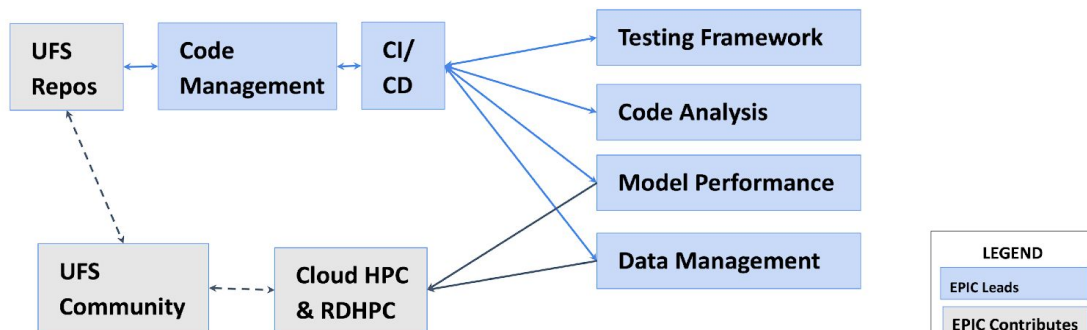 UFS
Repos
Code
Management
CI/
CD
Testing Framework
Code Analysis
Model Performance
Data Management
UFS
Community
Cloud HPC
& RDHPC
LEGEND
EPIC Leads
EPIC Contributes